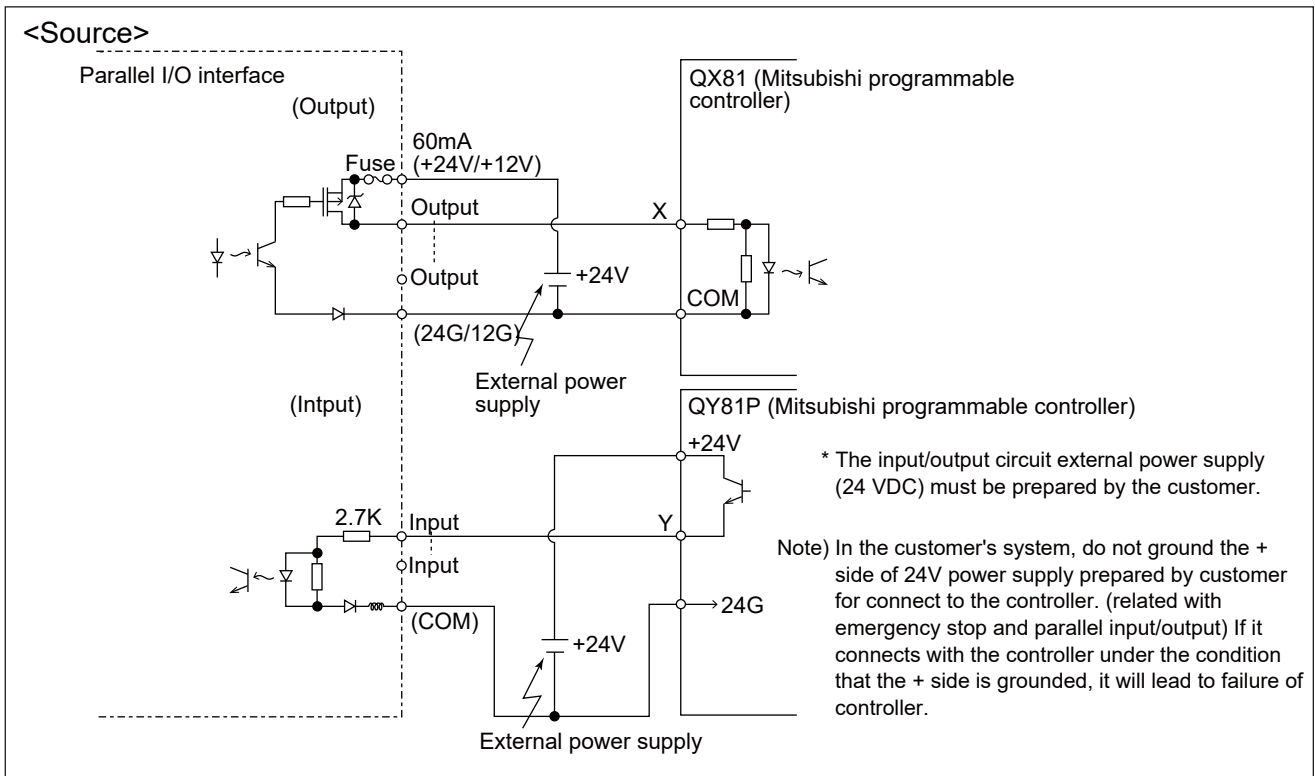 <Source>
Parallel I/O interface
(Output)
Fuse
60mA
(+24V/+12V)
Output
Output
(24G/12G)
+24V
External power
supply
QX81 (Mitsubishi programmable
controller)
X
COM
(Intput)
2.7K
Input
Input
(COM)
+24V
External power supply
QY81P (Mitsubishi programmable controller)
+24V
Y
24G
* The input/output circuit external power supply
(24 VDC) must be prepared by the customer.
Note) In the customer's system, do not ground the +
side of 24V power supply prepared by customer
for connect to the controller. (related with
emergency stop and parallel input/output) If it
connects with the controller under the condition
that the + side is grounded, it will lead to failure of
controller.